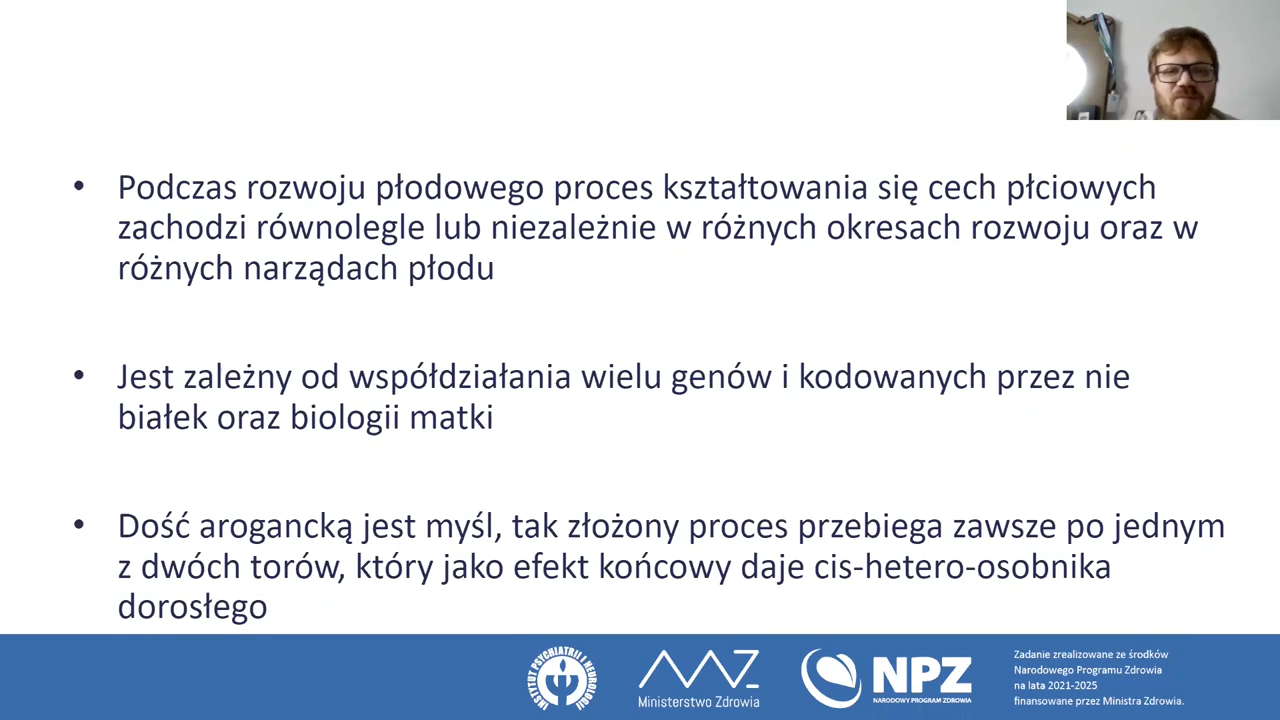 • Podczas rozwoju płodowego proces kształtowania się cech płciowych
zachodzi równolegle lub niezależnie w różnych okresach rozwoju oraz w
różnych narządach płodu
• Jest zależny od współdziałania wielu genów i kodowanych przez nie
białek oraz biologii matki
• Dość arogancką jest myśl, tak złożony proces przebiega zawsze po jednym
z dwóch torów, który jako efekt końcowy daje cis-hetero-osobnika
dorosłego
INSTYTUT PSYCHIATRII I NEUROLOGII
Ministerstwo Zdrowia
NPZ
NARODOWY PROGRAM ZDROWIA
Zadanie zrealizowane ze środków
Narodowego Programu Zdrowia
na lata 2021-2025
finansowane przez Ministra Zdrowia.